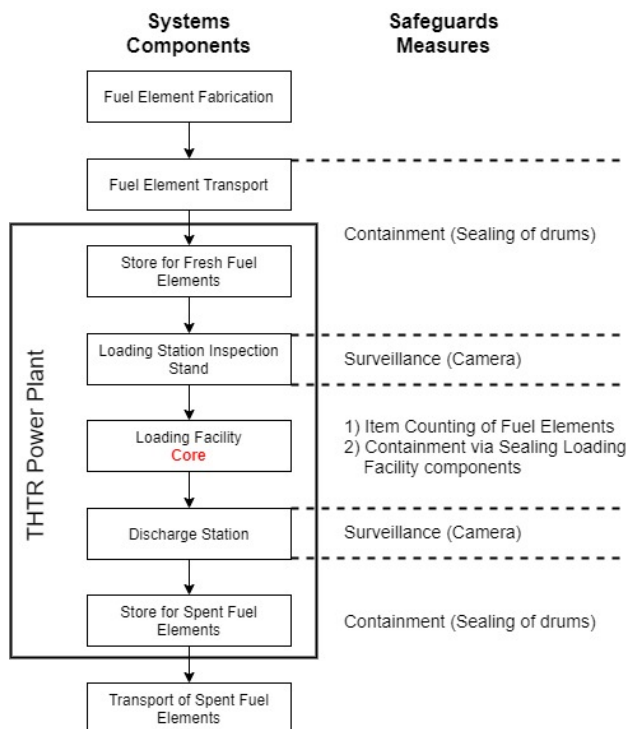 Systems
Components
Safeguards
Measures
Fuel Element Fabrication
Fuel Element Transport
Containment (Sealing of drums)
THTR Power Plant
Store for Fresh Fuel
Elements
Loading Station Inspection
Stand
Surveillance (Camera)
Loading Facility
Core
1) Item Counting of Fuel Elements
2) Containment via Sealing Loading
Facility components
Discharge Station
Surveillance (Camera)
Store for Spent Fuel
Elements
Containment (Sealing of drums)
Transport of Spent Fuel
Elements